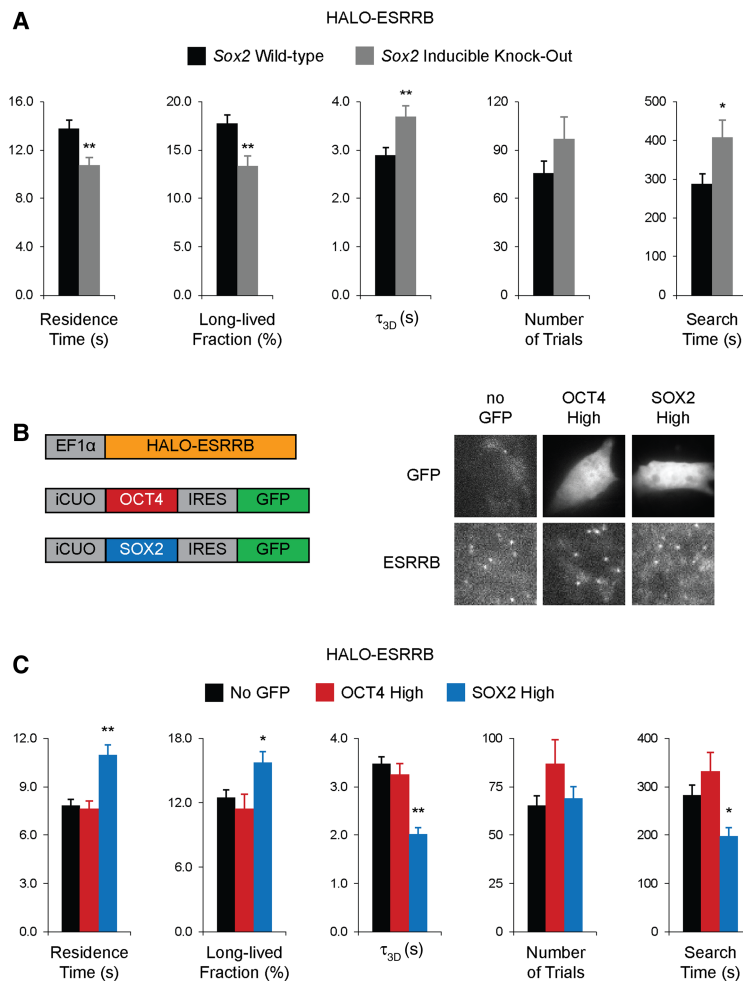 A
HALO-ESRRB
Sox2 Wild-type
Sox2 Inducible Knock-Out
16.0
12.0
8.0
4.0
0.0
**
Residence
Time (s)
20.0
15.0
10.0
5.0
0.0
**
Long-lived
Fraction (%)
4.0
3.0
2.0
1.0
0.0
**
τ3D (s)
120
90
60
30
0
Number
of Trials
500
400
300
200
100
0
*
Search
Time (s)
B
EF1α HALO-ESRRB
iCUO OCT4 IRES GFP
iCUO SOX2 IRES GFP
no
GFP
OCT4
High
SOX2
High
GFP
ESRRB
C
HALO-ESRRB
No GFP
OCT4 High
SOX2 High
12.0
9.0
6.0
3.0
0.0
**
Residence
Time (s)
18.0
12.0
6.0
0.0
*
Long-lived
Fraction (%)
4.0
3.0
2.0
1.0
0.0
**
τ3D (s)
100
75
50
25
0
Number
of Trials
400
300
200
100
0
*
Search
Time (s)